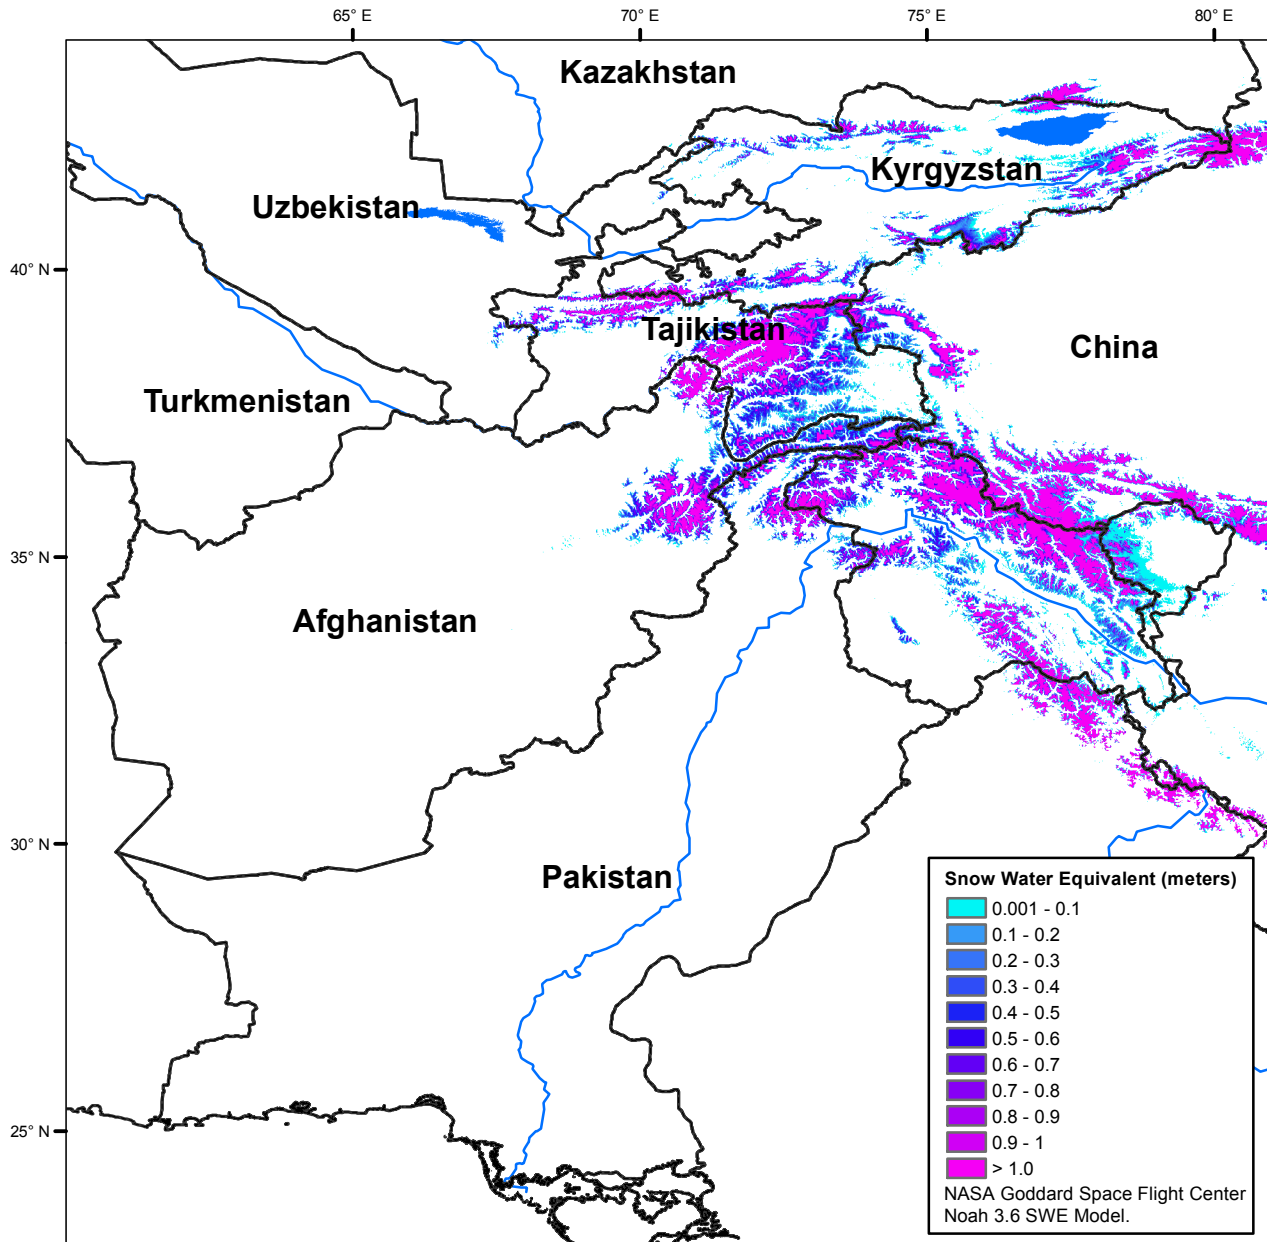 65° E
70° E
75° E
80° E
Kazakhstan
Kyrgyzstan
Uzbekistan
40° N
Tajikistan
China
Turkmenistan
35° N
Afghanistan
30° N
Pakistan
25° N
Snow Water Equivalent (meters)
0.001 - 0.1
0.1 - 0.2
0.2 - 0.3
0.3 - 0.4
0.4 - 0.5
0.5 - 0.6
0.6 - 0.7
0.7 - 0.8
0.8 - 0.9
0.9 - 1
> 1.0
NASA Goddard Space Flight Center
Noah 3.6 SWE Model.